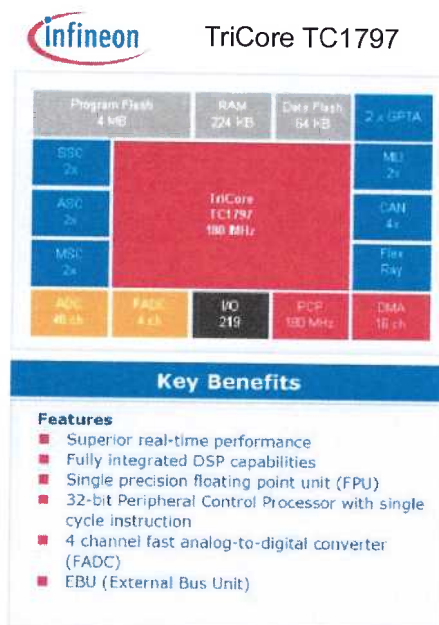 infineon
TriCore TC1797
Program Flash
4 MB
RAM
224 KB
Data Flash
64 KB
2 x GPTA
SSC
2x
TriCore
TC1797
180 MHz
MLI
2x
ASC
2x
CAN
4x
MSC
2x
Flex
Ray
ADC
48 ch
FADC
4 ch
I/O
219
PCP
180 MHz
DMA
16 ch
Key Benefits
Features
Superior real-time performance
Fully integrated DSP capabilities
Single precision floating point unit (FPU)
32-bit Peripheral Control Processor with single
cycle instruction
4 channel fast analog-to-digital converter
(FADC)
EBU (External Bus Unit)